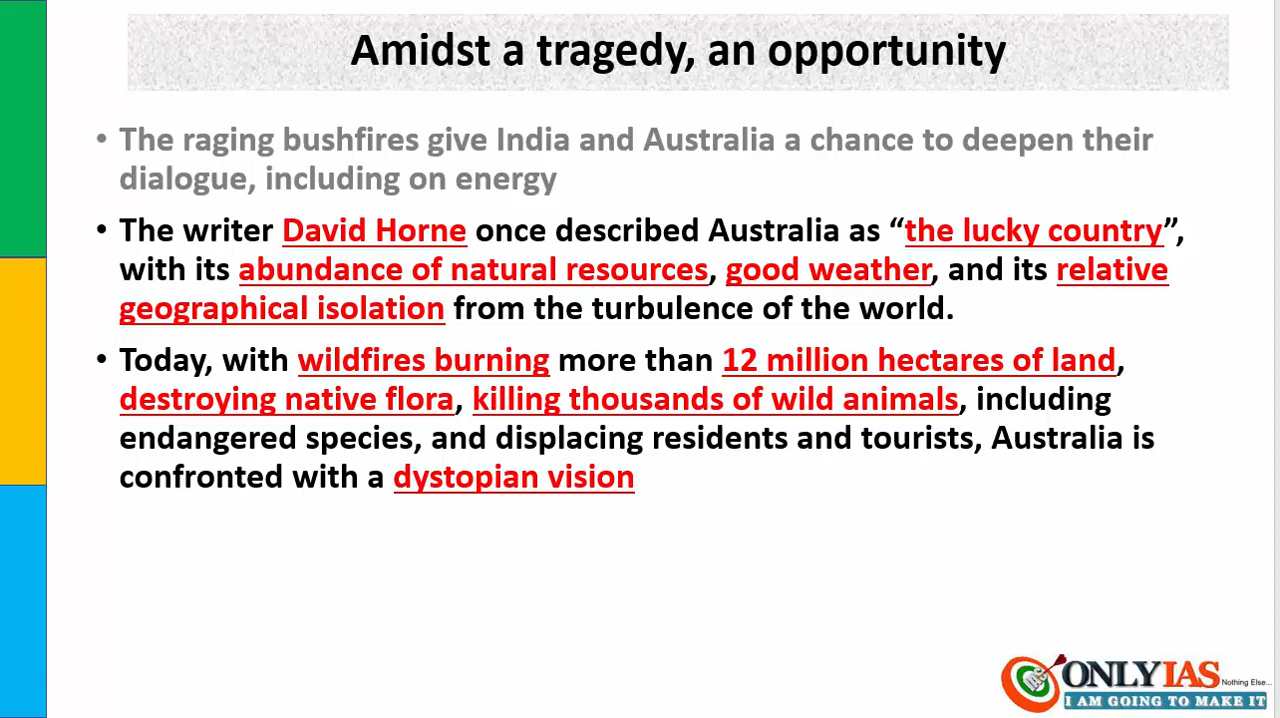 Amidst a tragedy, an opportunity
• The raging bushfires give India and Australia a chance to deepen their
dialogue, including on energy
• The writer David Horne once described Australia as “the lucky country”,
with its abundance of natural resources, good weather, and its relative
geographical isolation from the turbulence of the world.
• Today, with wildfires burning more than 12 million hectares of land,
destroying native flora, killing thousands of wild animals, including
endangered species, and displacing residents and tourists, Australia is
confronted with a dystopian vision
ONLYIAS Nothing Else...
I AM GOING TO MAKE IT